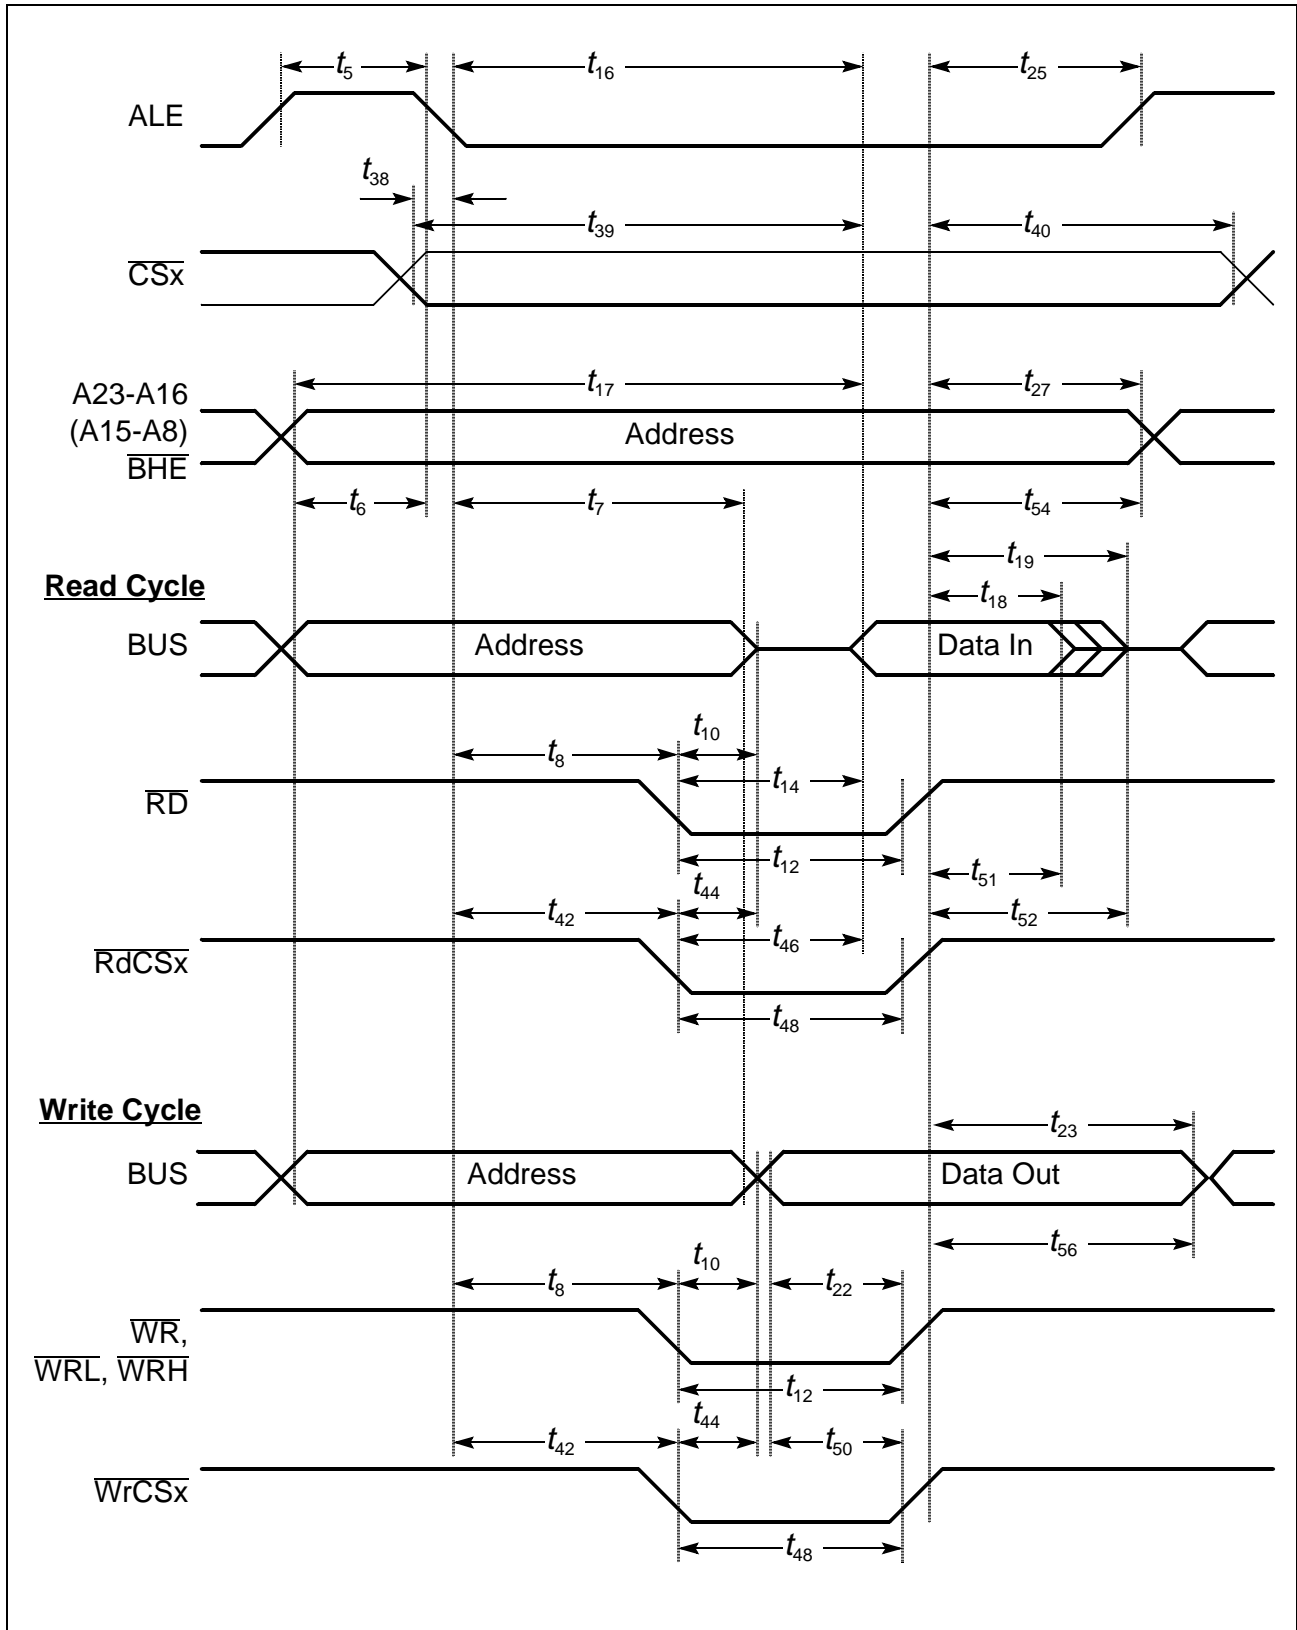 t5 t16 t25
ALE
t38
t39 t40
CSx
t17 t27
A23-A16
(A15-A8)
BHE
Address
t6 t7 t54
t19
Read Cycle
t18
BUS Address Data In
t10
t8
t14
RD
t12
t51
t44
t42 t52
t46
RdCSx
t48
Write Cycle
t23
BUS Address Data Out
t56
t10
t8 t22
WR,
WRL, WRH
t12
t44
t42 t50
WrCSx
t48